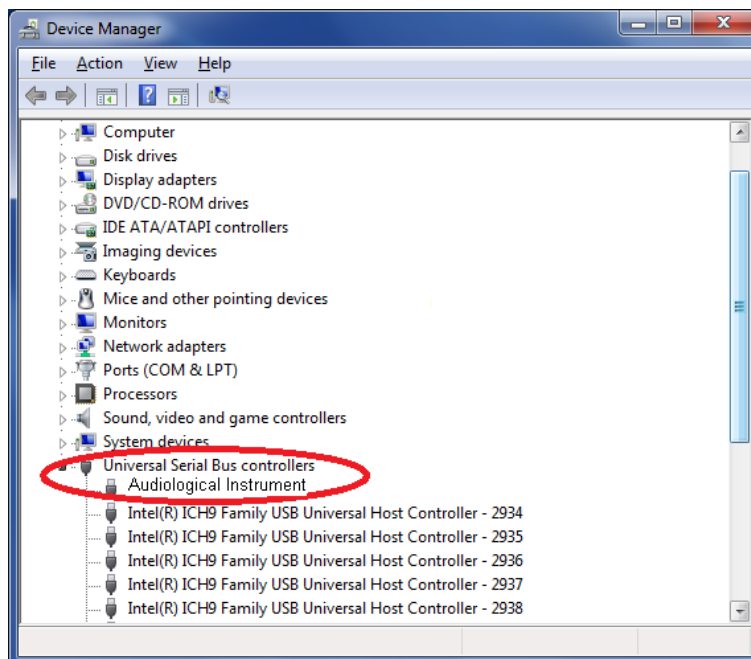 Device Manager
File Action View Help
Computer
Disk drives
Display adapters
DVD/CD-ROM drives
IDE ATA/ATAPI controllers
Imaging devices
Keyboards
Mice and other pointing devices
Monitors
Network adapters
Ports (COM & LPT)
Processors
Sound, video and game controllers
System devices
Universal Serial Bus controllers
Audiological Instrument
Intel(R) ICH9 Family USB Universal Host Controller - 2934
Intel(R) ICH9 Family USB Universal Host Controller - 2935
Intel(R) ICH9 Family USB Universal Host Controller - 2936
Intel(R) ICH9 Family USB Universal Host Controller - 2937
Intel(R) ICH9 Family USB Universal Host Controller - 2938